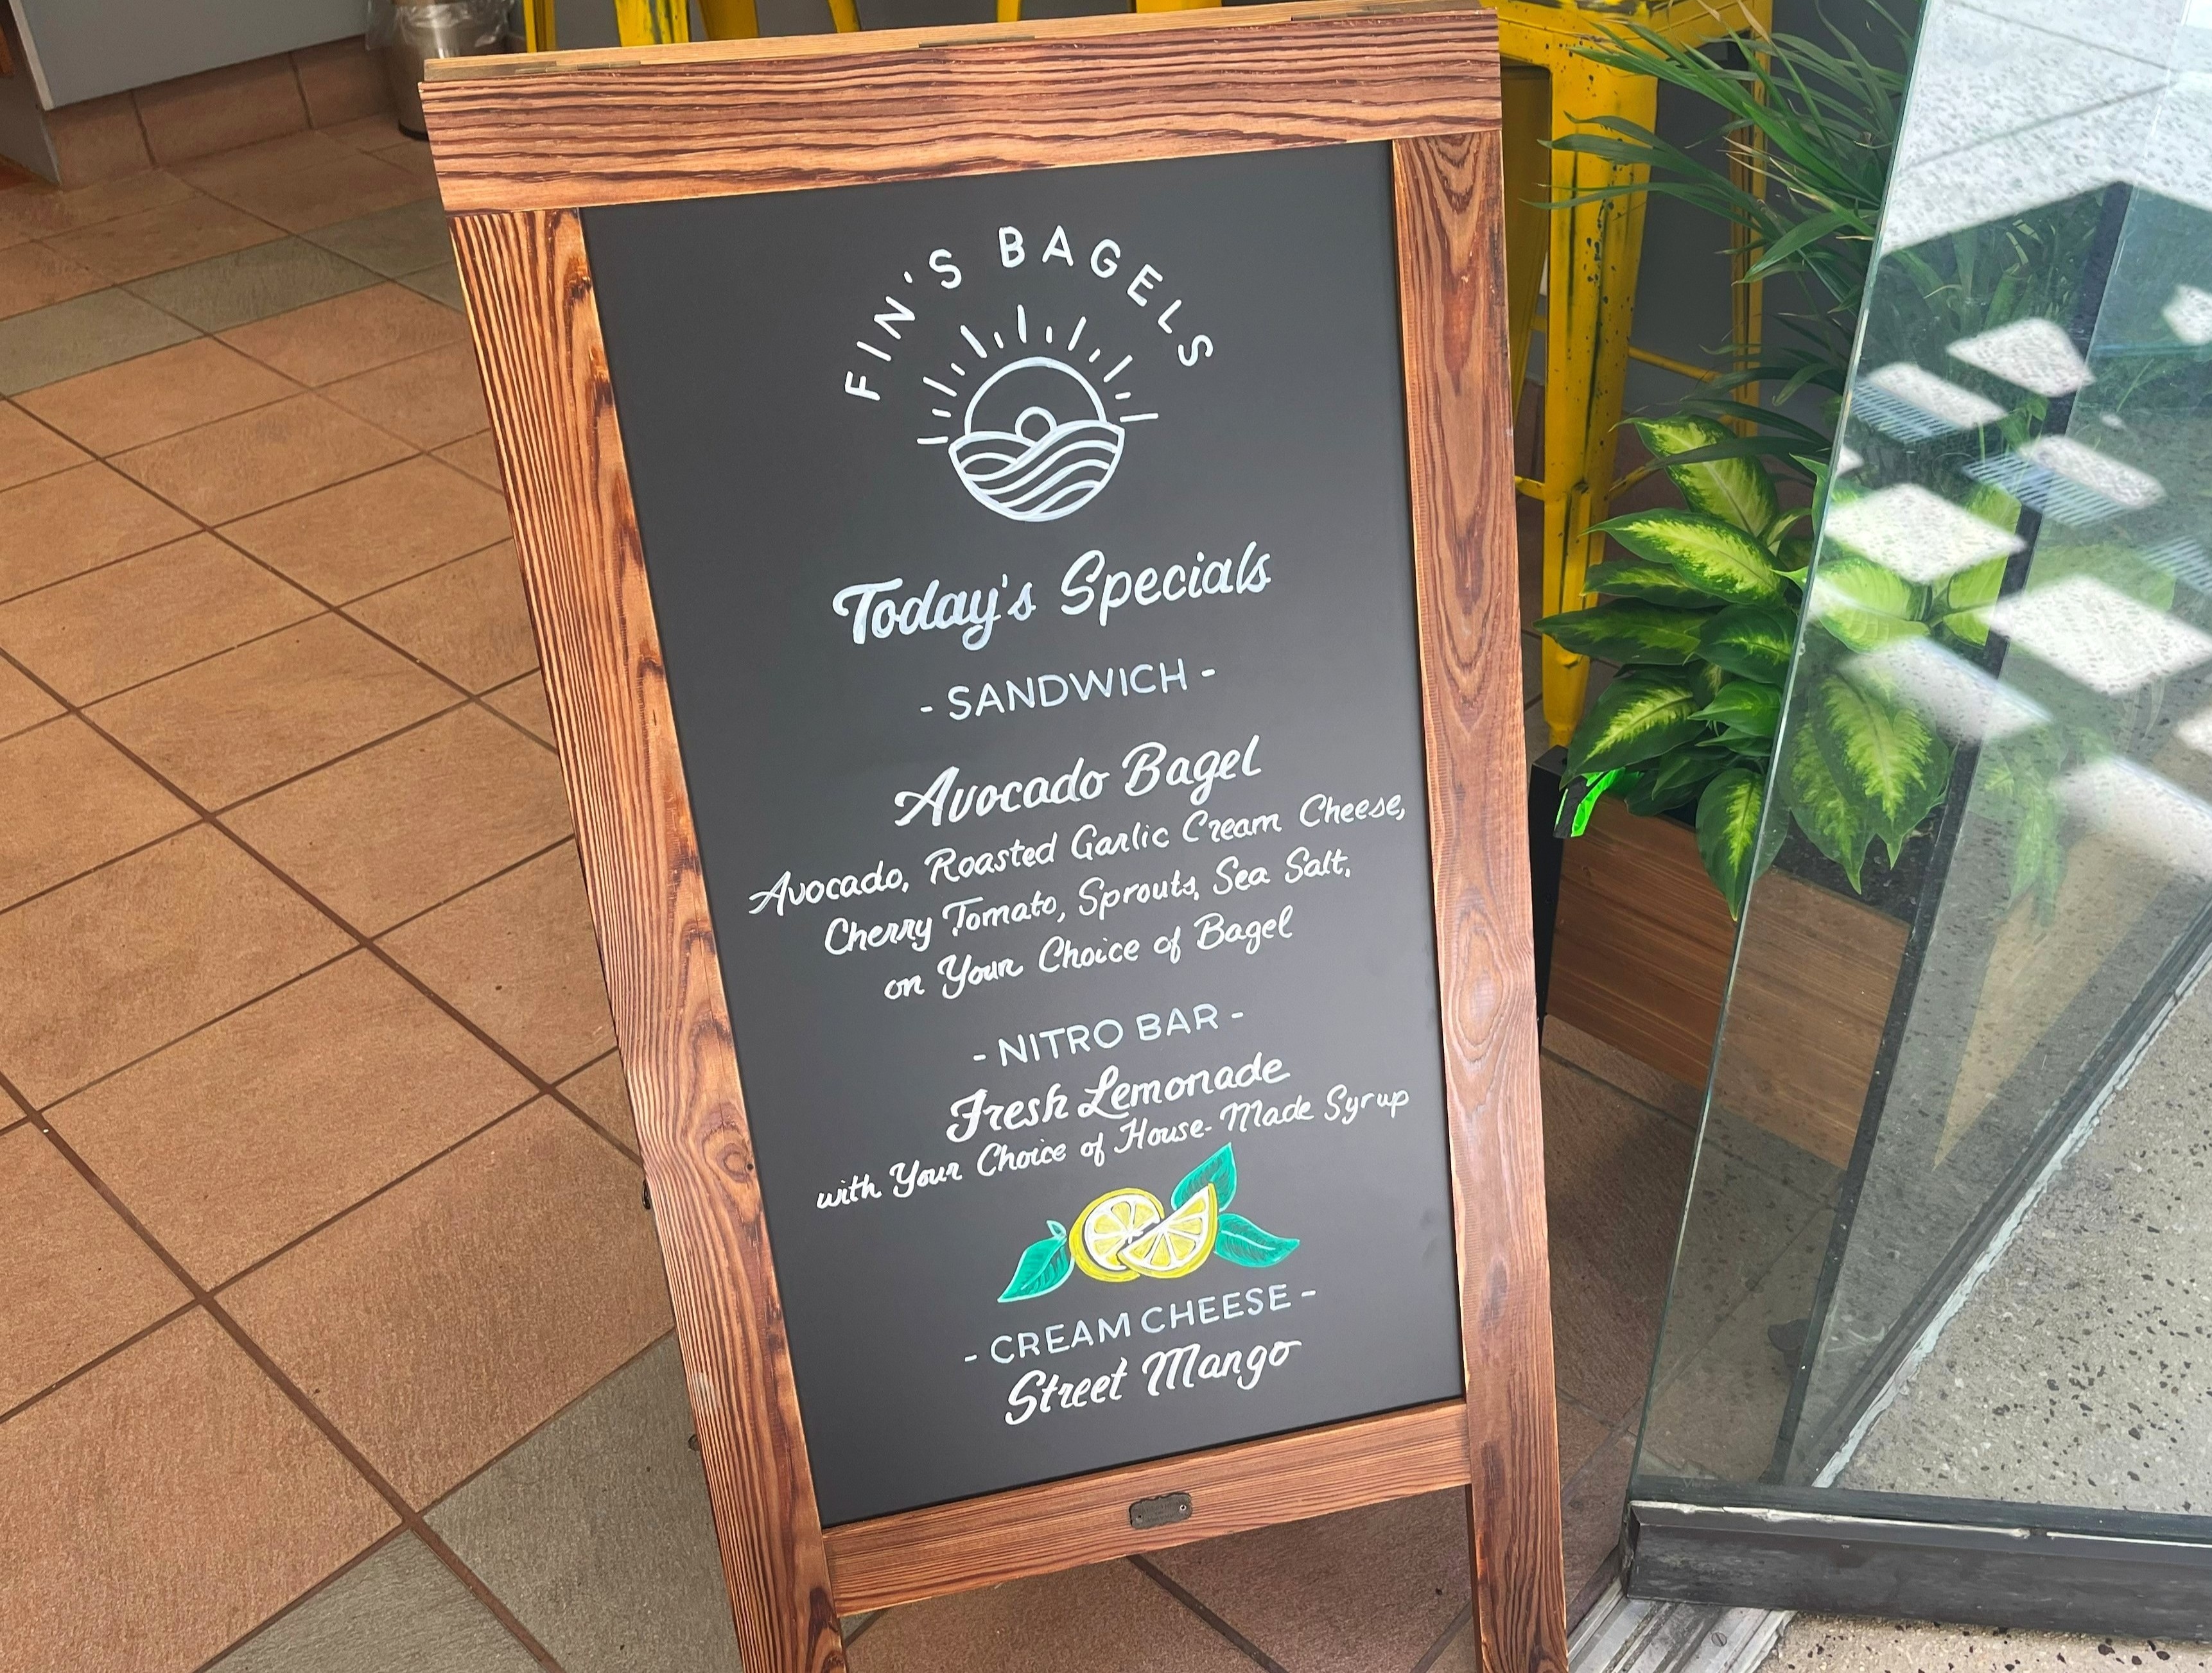 FIN'S BAGELS
Today's Specials
- SANDWICH -
Avocado Bagel
Avocado, Roasted Garlic Cream Cheese,
Cherry Tomato, Sprouts, Sea Salt,
on Your Choice of Bagel
- NITRO BAR -
Fresh Lemonade
with Your Choice of House-Made Syrup
- CREAM CHEESE -
Street Mango